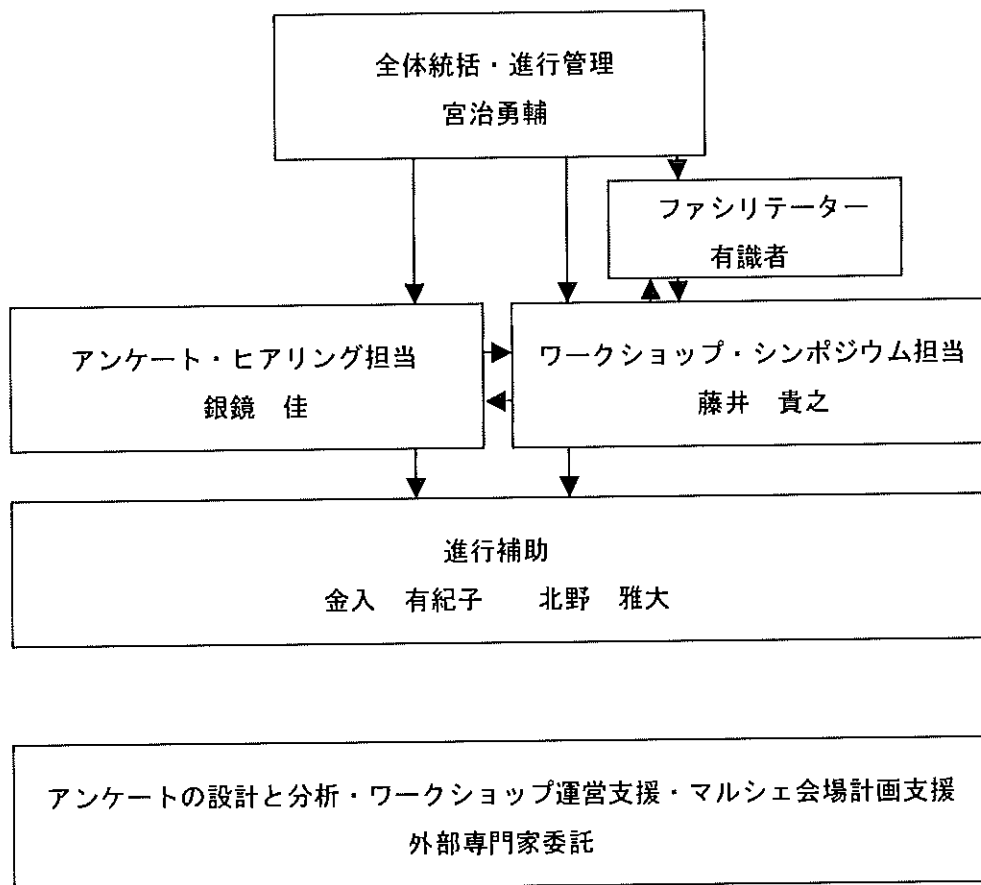 全体統括・進行管理
宮治勇輔
ファシリテーター
有識者
アンケート・ヒアリング担当
銀鏡　佳
ワークショップ・シンポジウム担当
藤井　貴之
進行補助
金入　有紀子　　北野　雅大
アンケートの設計と分析・ワークショップ運営支援・マルシェ会場計画支援
外部専門家委託